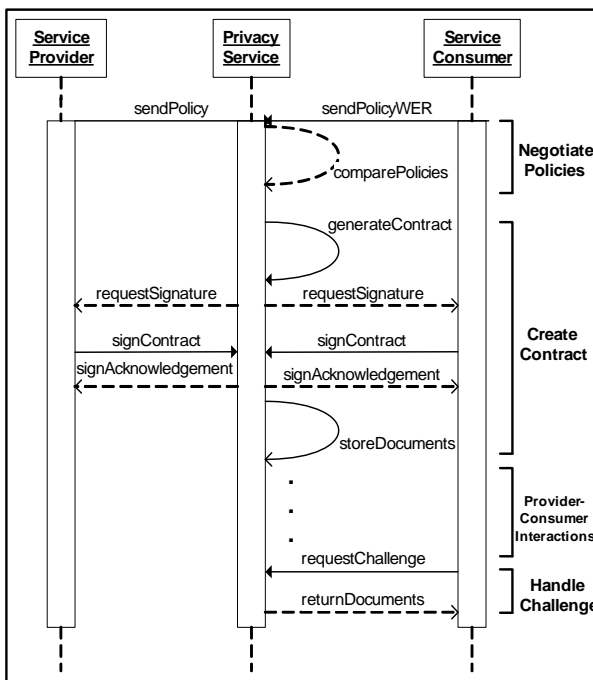 Service
Provider
Privacy
Service
Service
Consumer
sendPolicy
sendPolicyWER
comparePolicies
Negotiate
Policies
generateContract
requestSignature
requestSignature
signContract
signContract
signAcknowledgement
signAcknowledgement
storeDocuments
Create
Contract
Provider-
Consumer
Interactions
requestChallenge
returnDocuments
Handle
Challenge